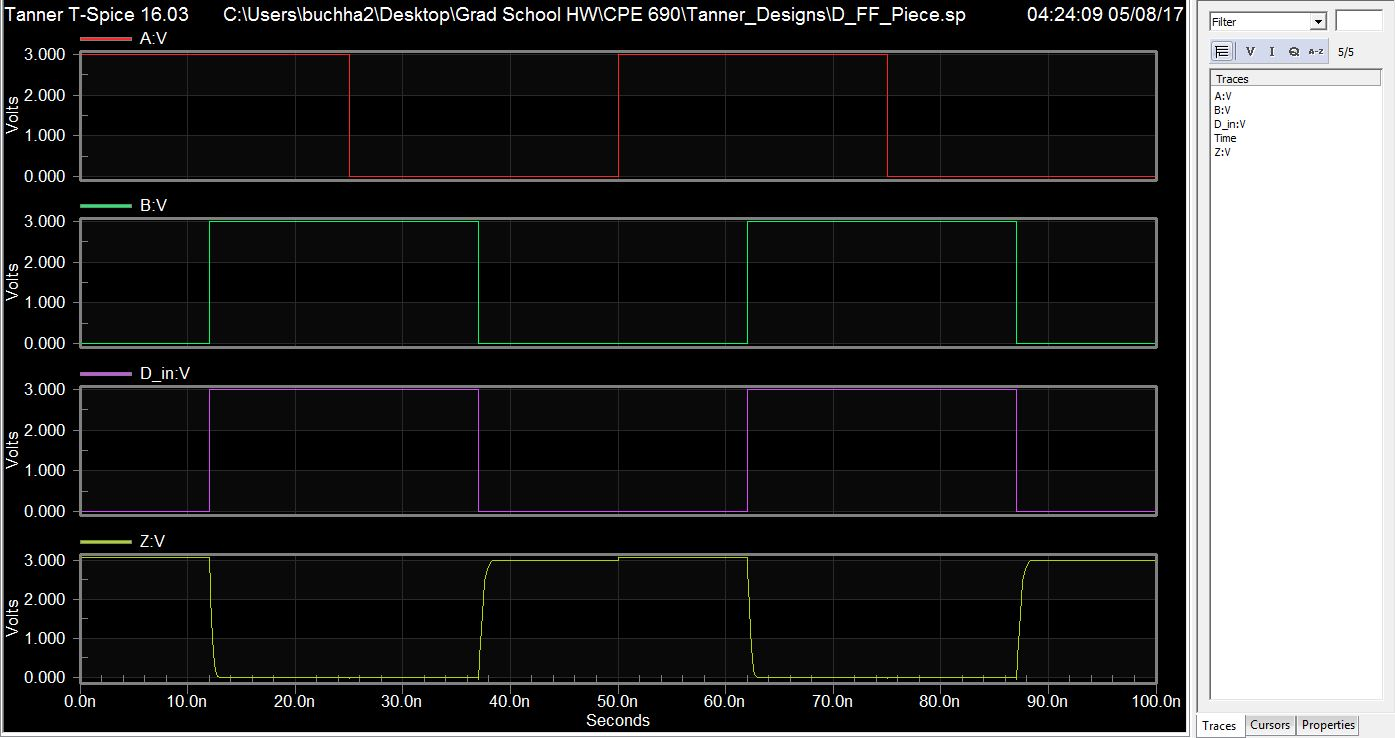 Tanner T-Spice 16.03 C:\Users\buchha2\Desktop\Grad School HW\CPE 690\Tanner_Designs\D_FF_Piece.sp 04:24:09 05/08/17
A:V
3.000
2.000
1.000
0.000
Volts
B:V
3.000
2.000
1.000
0.000
Volts
D_in:V
3.000
2.000
1.000
0.000
Volts
Z:V
3.000
2.000
1.000
0.000
Volts
0.0n 10.0n 20.0n 30.0n 40.0n 50.0n 60.0n 70.0n 80.0n 90.0n 100.0n
Seconds
Filter
V I Q A-Z 5/5
Traces
A:V
B:V
D_in:V
Time
Z:V
Traces Cursors Properties